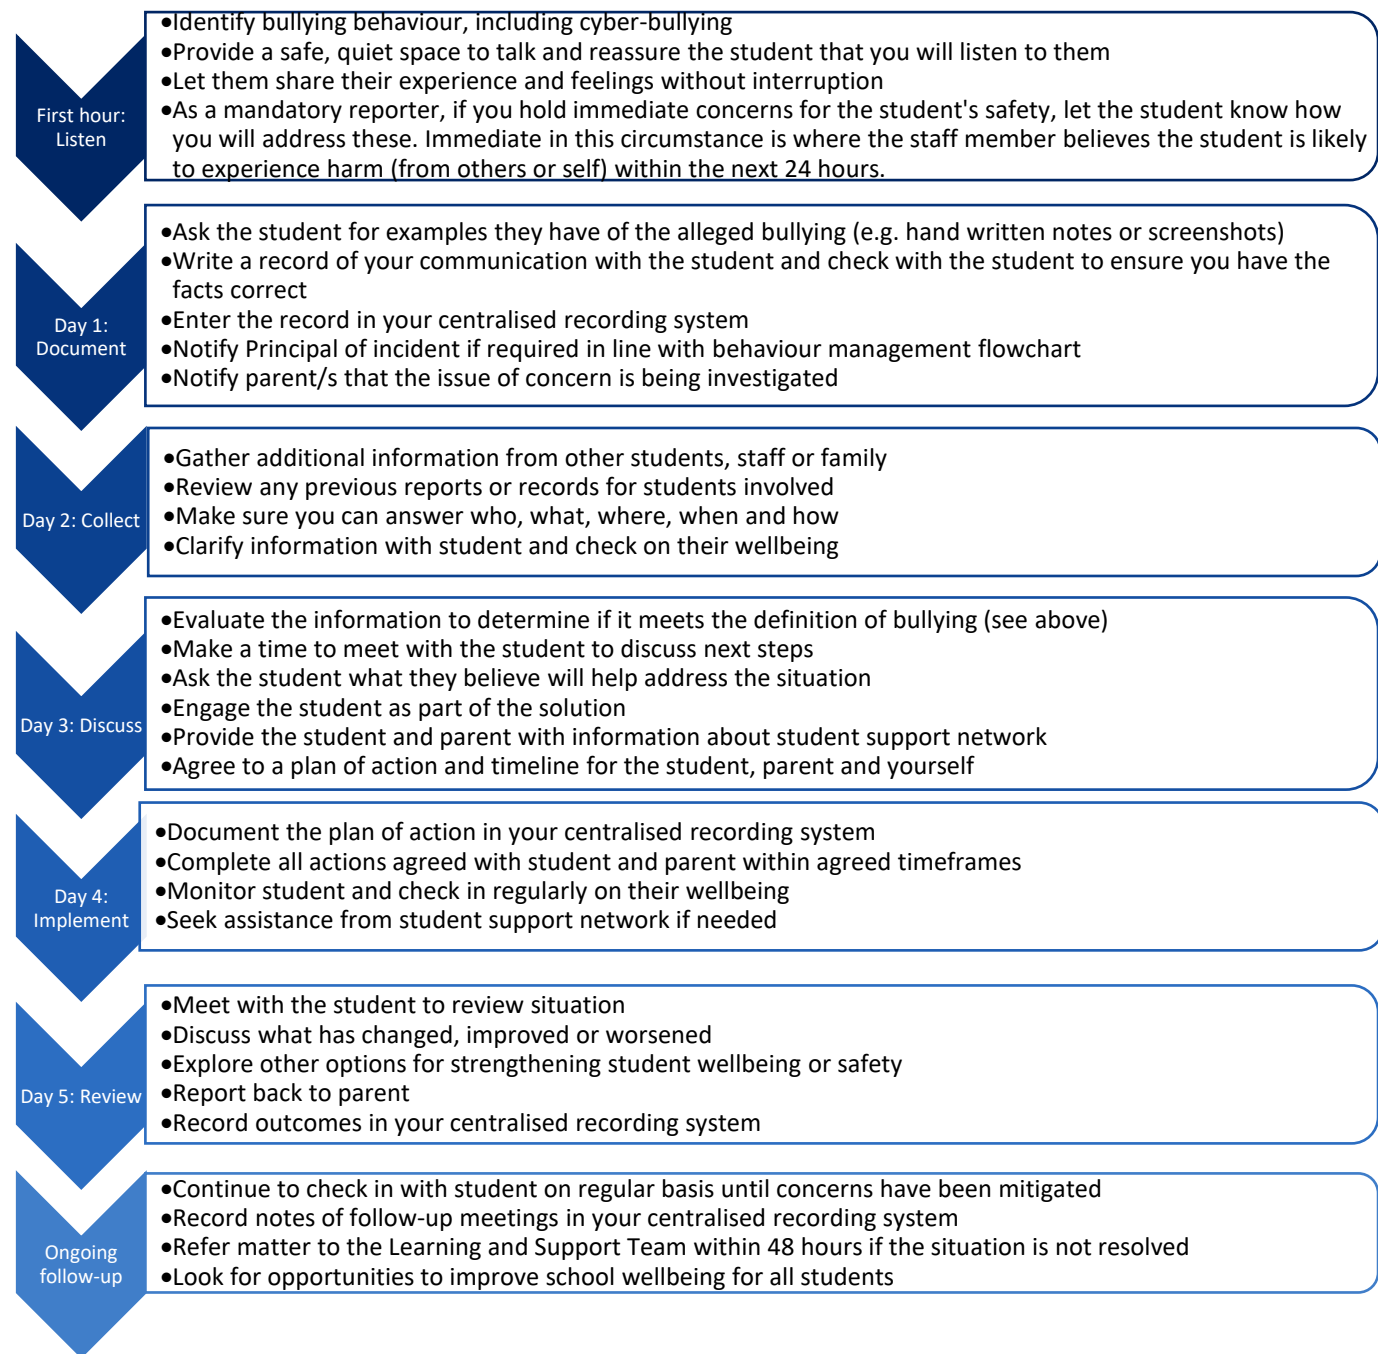 First hour:
Listen
•Identify bullying behaviour, including cyber-bullying
•Provide a safe, quiet space to talk and reassure the student that you will listen to them
•Let them share their experience and feelings without interruption
•As a mandatory reporter, if you hold immediate concerns for the student's safety, let the student know how
you will address these. Immediate in this circumstance is where the staff member believes the student is likely
to experience harm (from others or self) within the next 24 hours.
Day 1:
Document
•Ask the student for examples they have of the alleged bullying (e.g. hand written notes or screenshots)
•Write a record of your communication with the student and check with the student to ensure you have the
facts correct
•Enter the record in your centralised recording system
•Notify Principal of incident if required in line with behaviour management flowchart
•Notify parent/s that the issue of concern is being investigated
Day 2: Collect
•Gather additional information from other students, staff or family
•Review any previous reports or records for students involved
•Make sure you can answer who, what, where, when and how
•Clarify information with student and check on their wellbeing
Day 3: Discuss
•Evaluate the information to determine if it meets the definition of bullying (see above)
•Make a time to meet with the student to discuss next steps
•Ask the student what they believe will help address the situation
•Engage the student as part of the solution
•Provide the student and parent with information about student support network
•Agree to a plan of action and timeline for the student, parent and yourself
Day 4:
Implement
•Document the plan of action in your centralised recording system
•Complete all actions agreed with student and parent within agreed timeframes
•Monitor student and check in regularly on their wellbeing
•Seek assistance from student support network if needed
Day 5: Review
•Meet with the student to review situation
•Discuss what has changed, improved or worsened
•Explore other options for strengthening student wellbeing or safety
•Report back to parent
•Record outcomes in your centralised recording system
Ongoing
follow-up
•Continue to check in with student on regular basis until concerns have been mitigated
•Record notes of follow-up meetings in your centralised recording system
•Refer matter to the Learning and Support Team within 48 hours if the situation is not resolved
•Look for opportunities to improve school wellbeing for all students